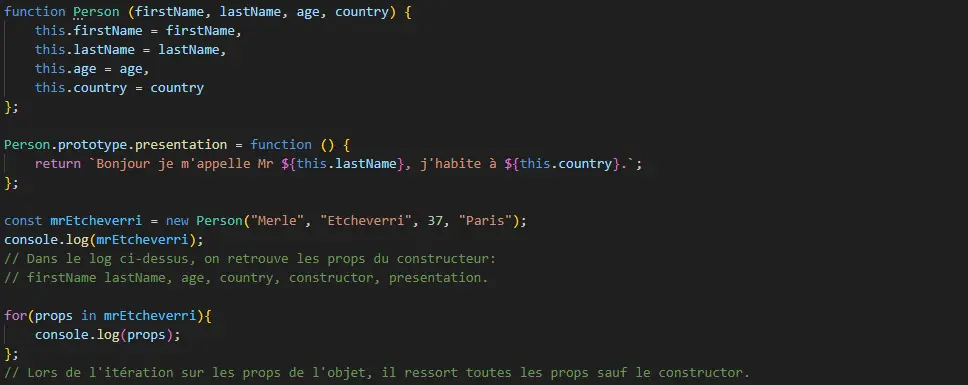 function Person (firstName, lastName, age, country) {
this.firstName = firstName,
this.lastName = lastName,
this.age = age,
this.country = country
};
Person.prototype.presentation = function () {
return `Bonjour je m'appelle Mr ${this.lastName}, j'habite à ${this.country}.`;
};
const mrEtcheverri = new Person("Merle", "Etcheverri", 37, "Paris");
console.log(mrEtcheverri);
// Dans le log ci-dessus, on retrouve les props du constructeur:
// firstName lastName, age, country, constructor, presentation.
for(props in mrEtcheverri){
console.log(props);
};
// Lors de l'itération sur les props de l'objet, il ressort toutes les props sauf le constructor.